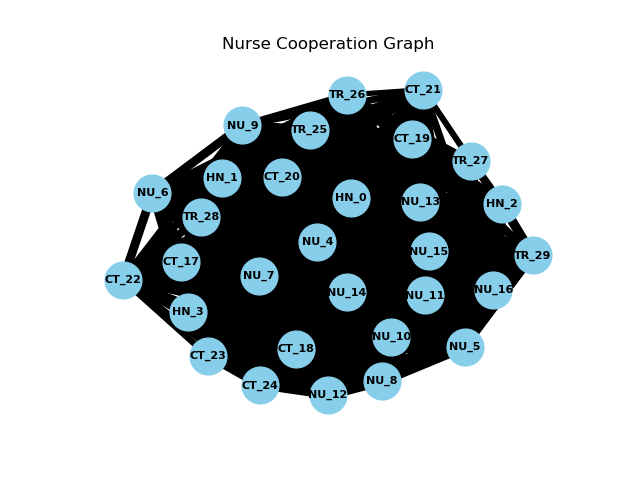 Nurse Cooperation Graph
TR_26
CT_21
NU_9
TR_25
CT_19
TR_27
HN_1
CT_20
NU_6
HN_0
NU_13
HN_2
TR_28
NU_4
NU_15
TR_29
CT_17
CT_22
NU_7
NU_14
NU_11
NU_16
HN_3
NU_10
CT_23
CT_18
NU_5
CT_24
NU_12
NU_8